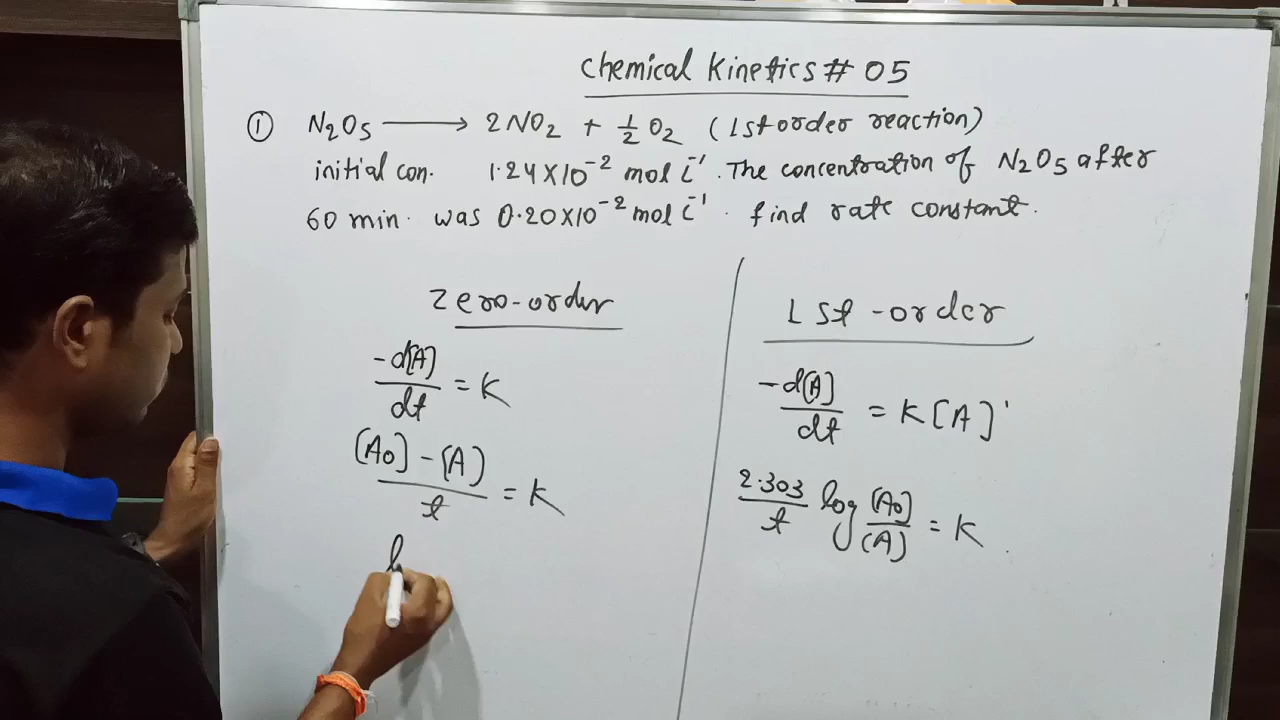 Chemical Kinetics # 05
① N₂O₅ ⟶ 2NO₂ + ½ O₂ (1st order reaction)
initial con. 1.24×10⁻² mol L⁻¹. The concentration of N₂O₅ after
60 min. was 0.20×10⁻² mol L⁻¹. find rate constant.
Zero-order
-d[A]/dt = K
[A₀]-[A]/t = K
1st-order
-d[A]/dt = K[A]¹
2.303/t log [A₀]/[A] = K